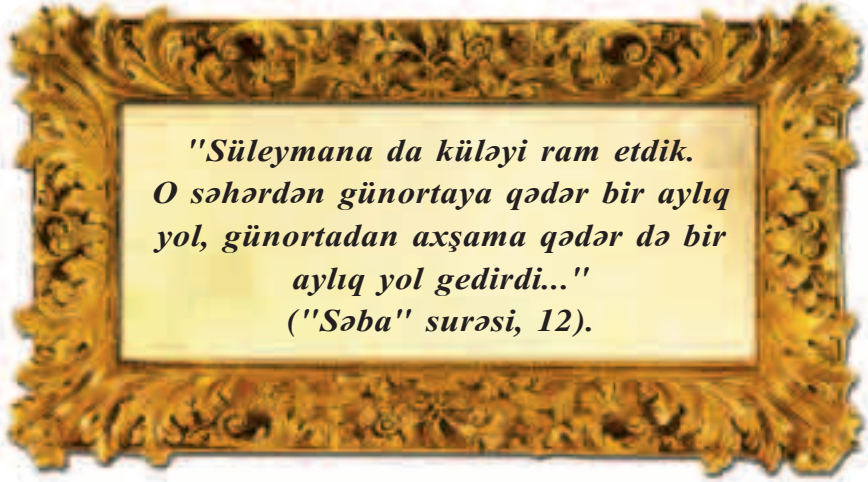 "Süleymana da küləyi ram etdik.
O səhərdən günortaya qədər bir aylıq
yol, günortadan axşama qədər də bir
aylıq yol gedirdi..."
("Səba" surəsi, 12).